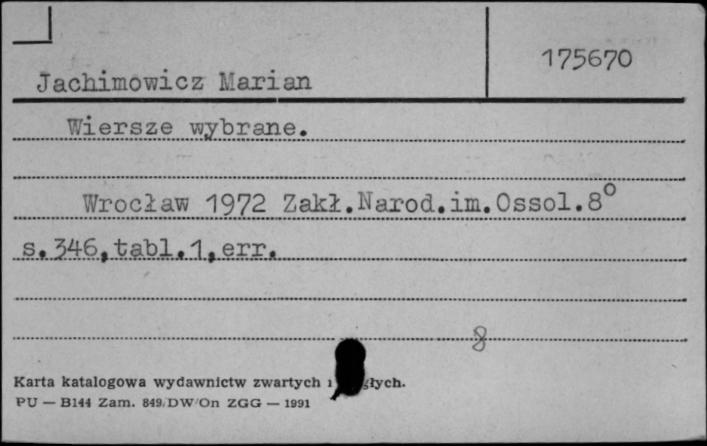 175670
Jachimowicz Marian
Wiersze wybrane.
Wrocław 1972 Zakł.Narod.im.Ossol.8°
s.346,tabl.1,err.
8
Karta katalogowa wydawnictw zwartych i
PU — B144 Zam. 849/DW/On ZGG — 1991